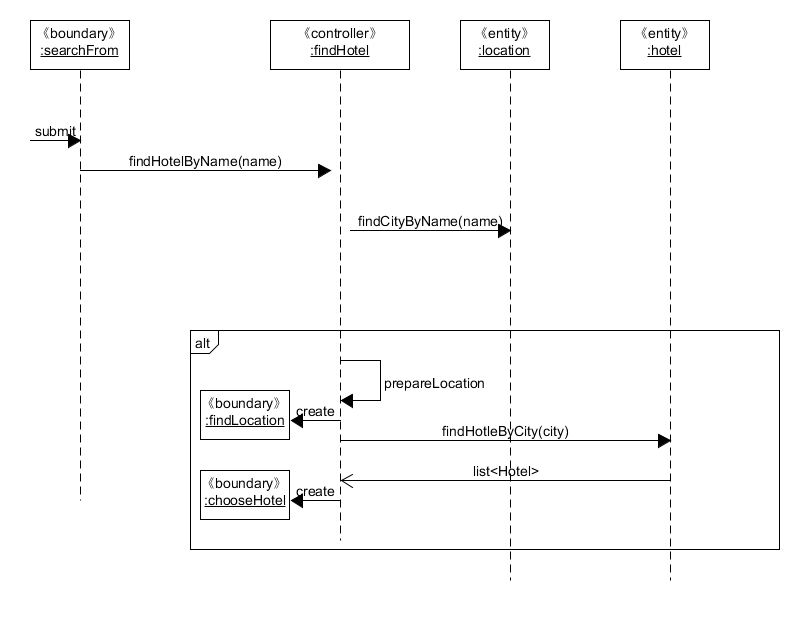 《boundary》
:searchFrom
《controller》
:findHotel
《entity》
:location
《entity》
:hotel
submit
findHotelByName(name)
findCityByName(name)
alt
prepareLocation
《boundary》
:findLocation
create
findHotleByCity(city)
list<Hotel>
《boundary》
:chooseHotel
create